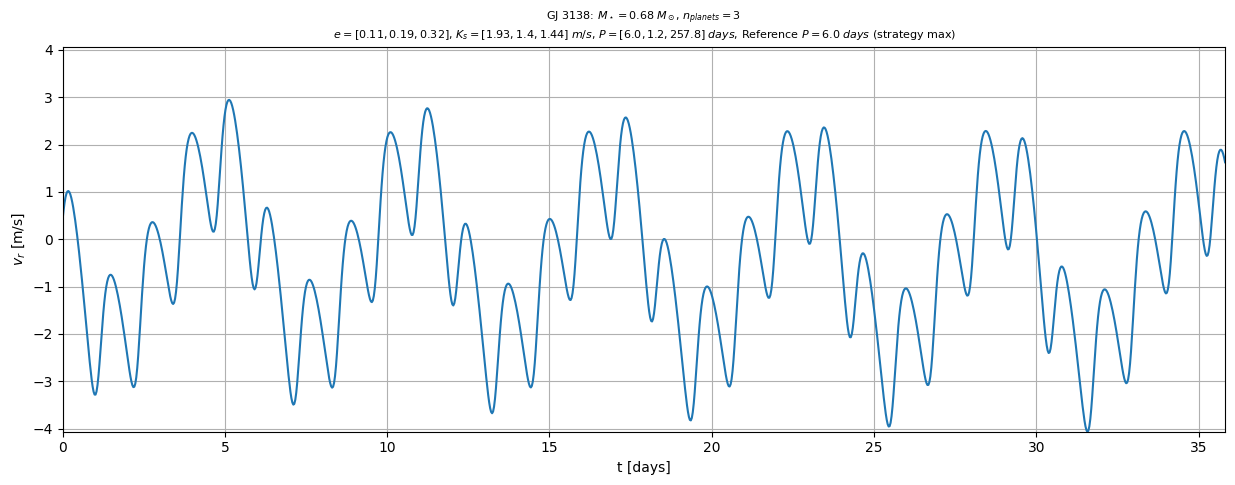 GJ 3138: M⋆ = 0.68 M⊙, n_planets = 3
e = [0.11, 0.19, 0.32], Ks = [1.93, 1.4, 1.44] m/s, P = [6.0, 1.2, 257.8] days, Reference P = 6.0 days (strategy max)
4
3
2
1
0
−1
−2
−3
−4
v_r [m/s]
0 5 10 15 20 25 30 35
t [days]